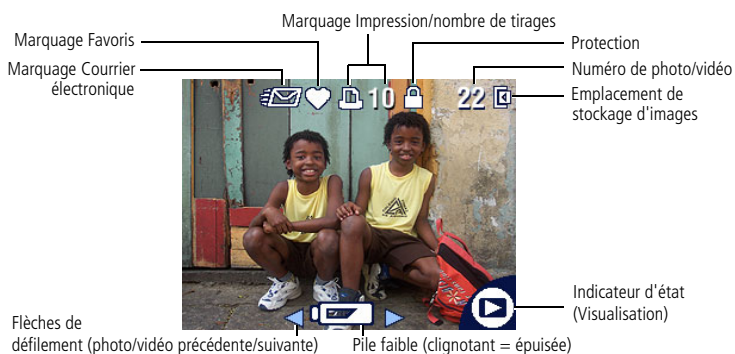 Marquage Impression/nombre de tirages
Marquage Favoris
Protection
Marquage Courrier
électronique
Numéro de photo/vidéo
Emplacement de
stockage d'images
10
22
Indicateur d'état
(Visualisation)
Flèches de
défilement (photo/vidéo précédente/suivante)
Pile faible (clignotant = épuisée)